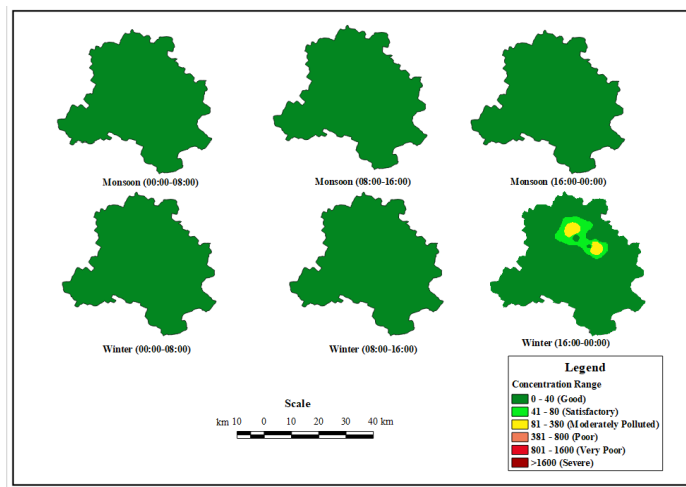 Monsoon (00:00-08:00)
Monsoon (08:00-16:00)
Monsoon (16:00-00:00)
Winter (00:00-08:00)
Winter (08:00-16:00)
Winter (16:00-00:00)
Legend
Concentration Range
0 - 40 (Good)
41 - 80 (Satisfactory)
81 - 380 (Moderately Polluted)
381 - 800 (Poor)
801 - 1600 (Very Poor)
>1600 (Severe)
Scale
km 10 0 10 20 30 40 km